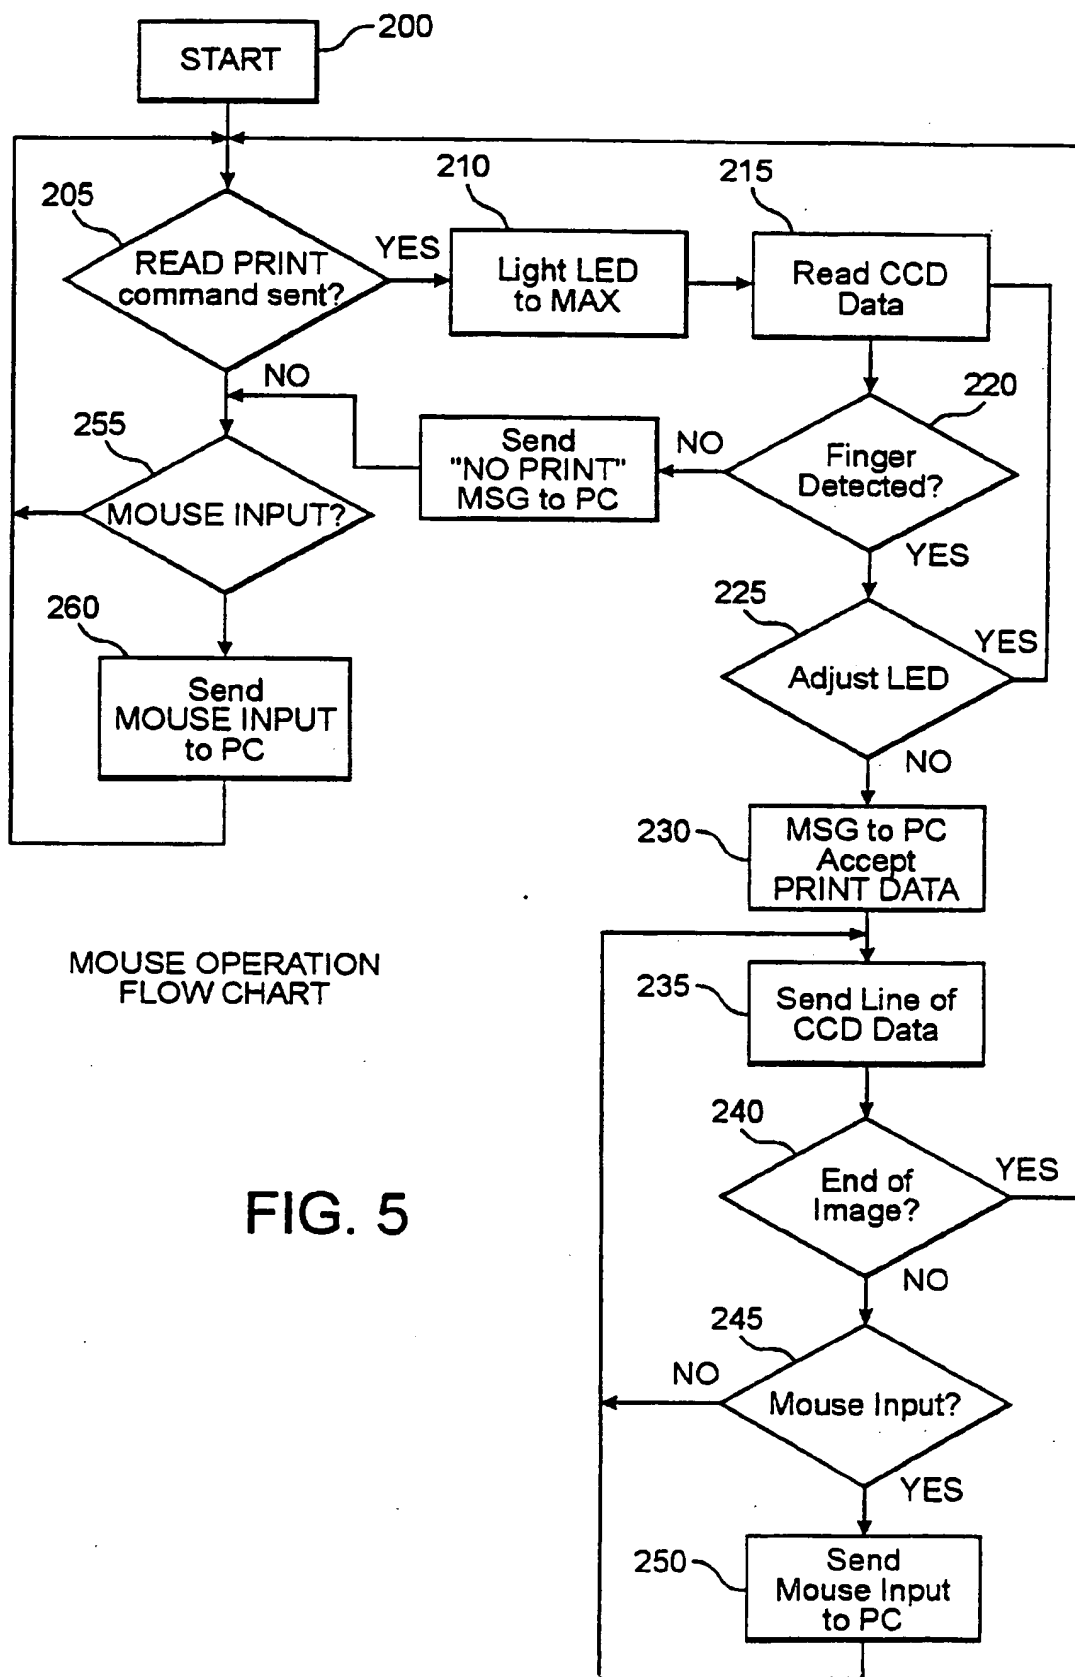 200
START
205
READ PRINT
command sent?
YES
210
Light LED
to MAX
215
Read CCD
Data
NO
220
Finger
Detected?
NO
Send
"NO PRINT"
MSG to PC
YES
255
MOUSE INPUT?
225
Adjust LED
YES
NO
260
Send
MOUSE INPUT
to PC
230
MSG to PC
Accept
PRINT DATA
MOUSE OPERATION
FLOW CHART
235
Send Line of
CCD Data
240
End of
Image?
YES
NO
FIG. 5
245
Mouse Input?
NO
YES
250
Send
Mouse Input
to PC